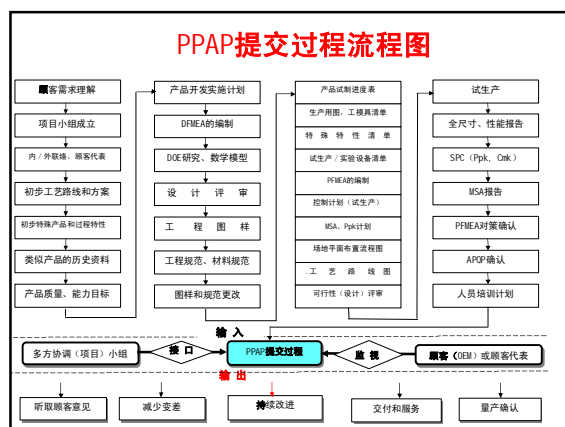 PPAP提交过程流程图
顾客需求理解
项目小组成立
内/外联络、顾客代表
初步工艺路线和方案
初步特殊产品和过程特性
类似产品的历史资料
产品质量、能力目标
产品开发实施计划
DFMEA的编制
DOE研究、数学模型
设计评审
工程图样
工程规范、材料规范
图样和规范更改
产品试制进度表
生产用图、工模具清单
特殊特性清单
试生产/实验设备清单
PFMEA的编制
控制计划(试生产)
MSA、Ppk计划
场地平面布置流程图
.工艺路线图
可行性(设计)评审
试生产
全尺寸、性能报告
SPC(Ppk, Cmk)
MSA报告
PFMEA对策确认
APQP确认
人员培训计划
输入
多方协调(项目)小组
接口
PPAP提交过程
监视
顾客(OEM)或顾客代表
输出
听取顾客意见
减少变差
持续改进
交付和服务
量产确认